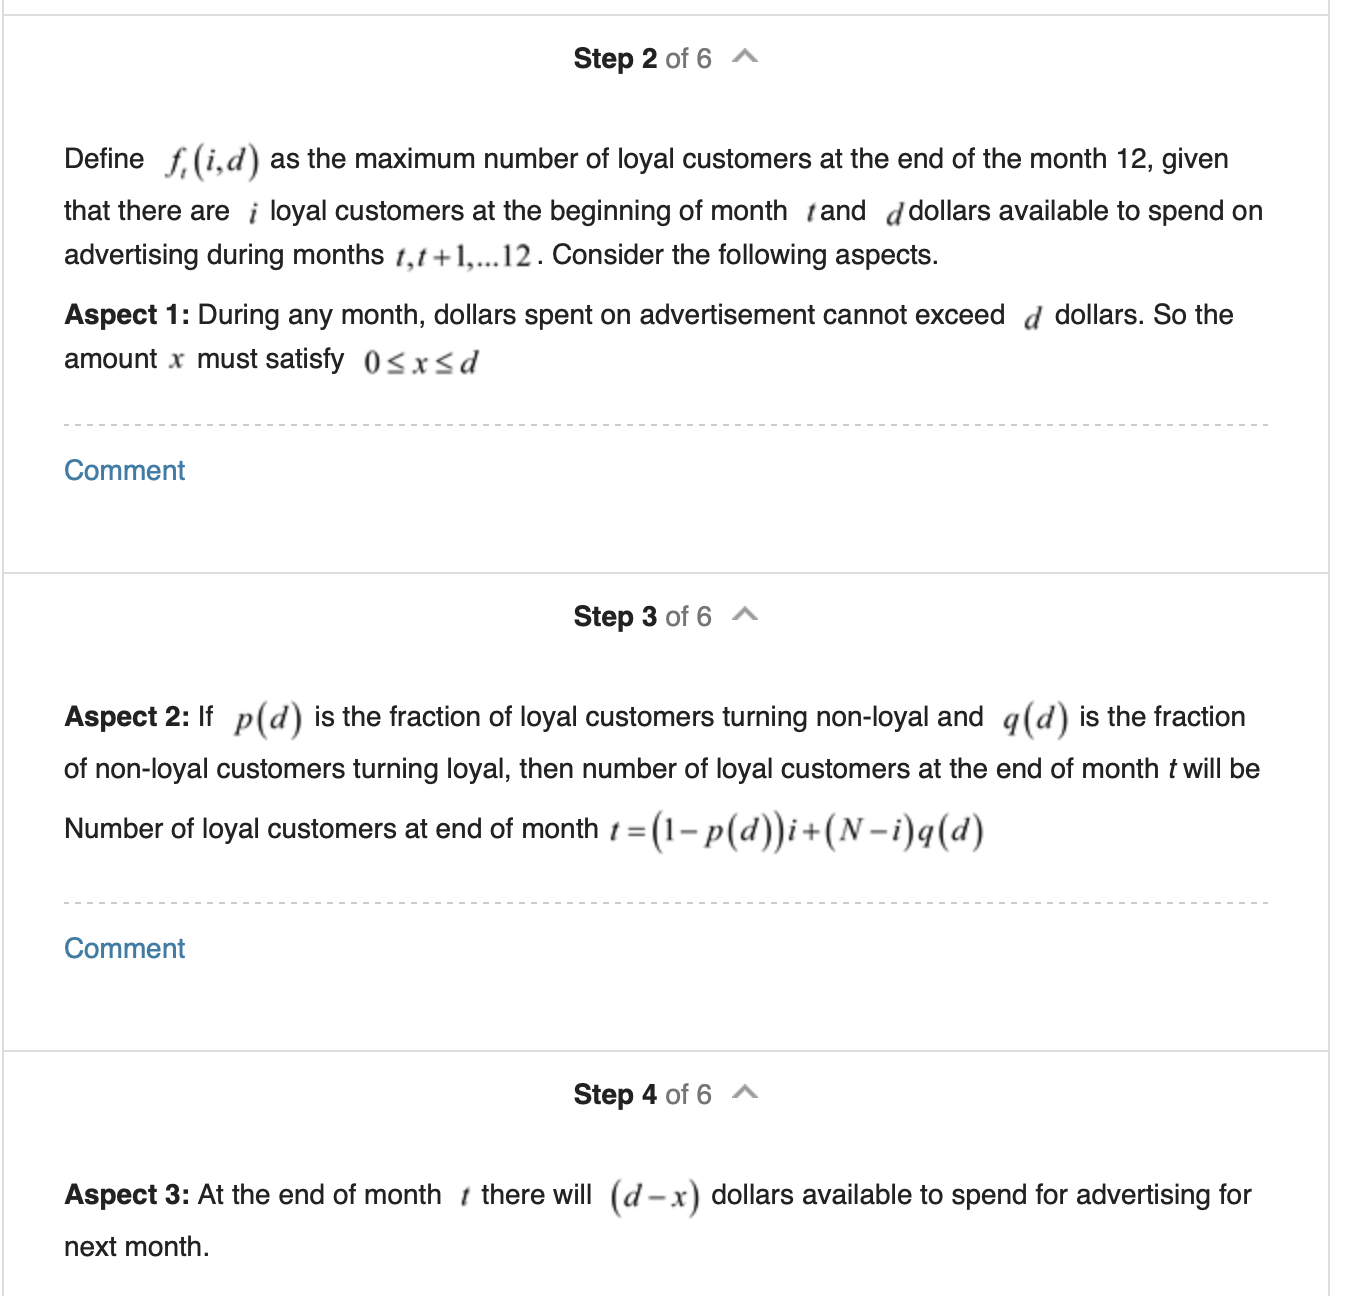 Step 2 of 6
Define f_t(i,d) as the maximum number of loyal customers at the end of the month 12, given
that there are i loyal customers at the beginning of month t and d dollars available to spend on
advertising during months t,t+1,...12. Consider the following aspects.
Aspect 1: During any month, dollars spent on advertisement cannot exceed d dollars. So the
amount x must satisfy 0≤x≤d
Comment
Step 3 of 6
Aspect 2: If p(d) is the fraction of loyal customers turning non-loyal and q(d) is the fraction
of non-loyal customers turning loyal, then number of loyal customers at the end of month t will be
Number of loyal customers at end of month t=(1-p(d))i+(N-i)q(d)
Comment
Step 4 of 6
Aspect 3: At the end of month t there will (d-x) dollars available to spend for advertising for
next month.